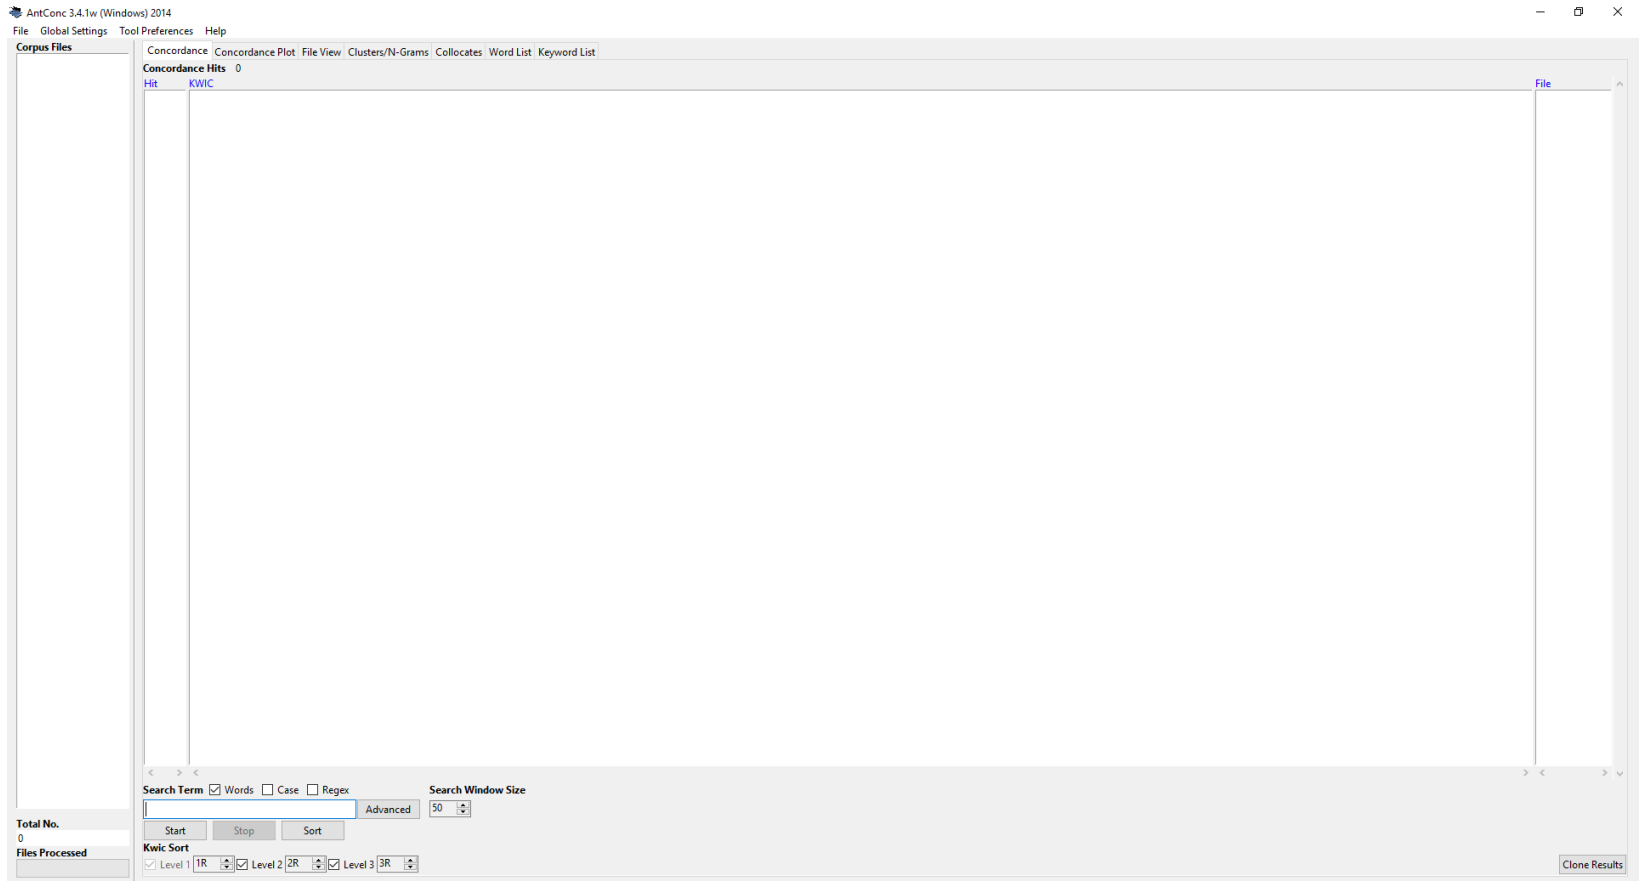 AntConc 3.4.1w (Windows) 2014
File Global Settings Tool Preferences Help
Corpus Files
Concordance Concordance Plot File View Clusters/N-Grams Collocates Word List Keyword List
Concordance Hits 0
Hit KWIC File
Search Term Words Case Regex Search Window Size
Advanced 50
Total No.
0
Start Stop Sort
Files Processed
Kwic Sort
Level 1 1R Level 2 2R Level 3 3R
Clone Results